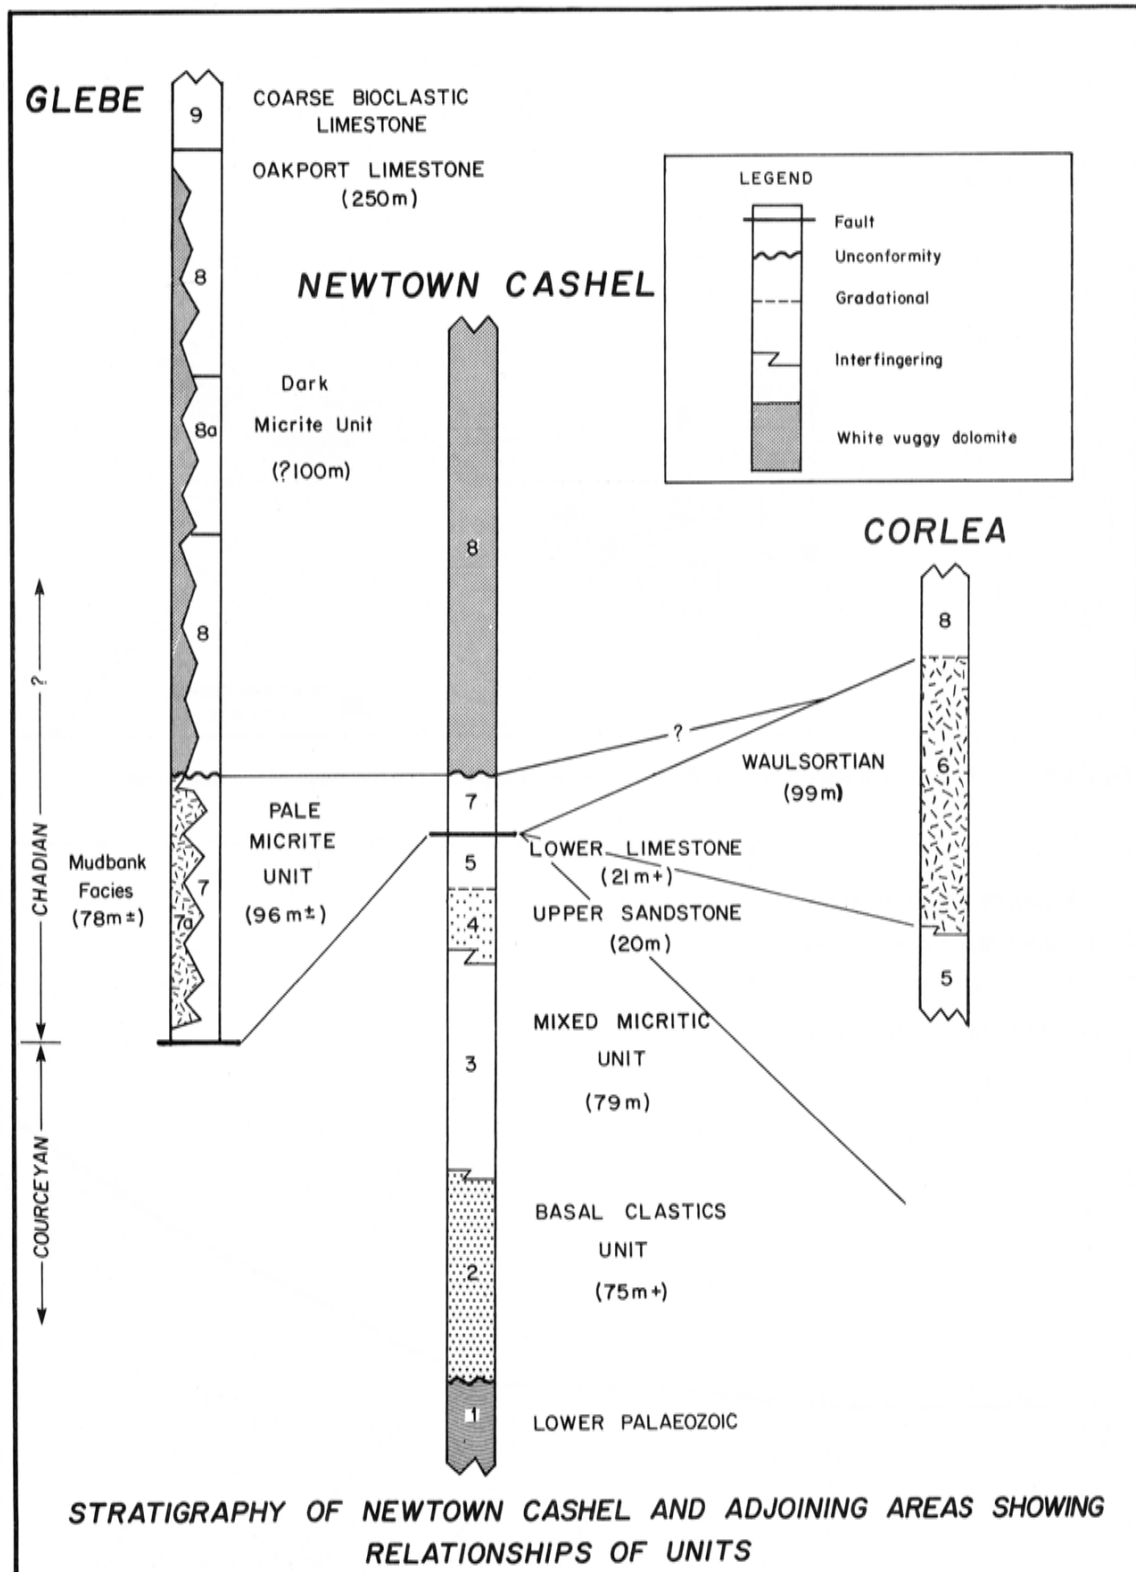 GLEBE
9
COARSE BIOCLASTIC
LIMESTONE
OAKPORT LIMESTONE
(250m)
8
8a
Dark
Micrite Unit
(?100m)
8
7
7a
Mudbank
Facies
(78m±)
PALE
MICRITE
UNIT
(96m±)
?
CHADIAN
COURCEYAN
NEWTOWN CASHEL
8
7
5
4
3
2
1
?
LOWER LIMESTONE
(21m+)
UPPER SANDSTONE
(20m)
MIXED MICRITIC
UNIT
(79m)
BASAL CLASTICS
UNIT
(75m+)
LOWER PALAEOZOIC
LEGEND
Fault
Unconformity
Gradational
Interfingering
White vuggy dolomite
CORLEA
8
6
5
WAULSORTIAN
(99m)
STRATIGRAPHY OF NEWTOWN CASHEL AND ADJOINING AREAS SHOWING
RELATIONSHIPS OF UNITS